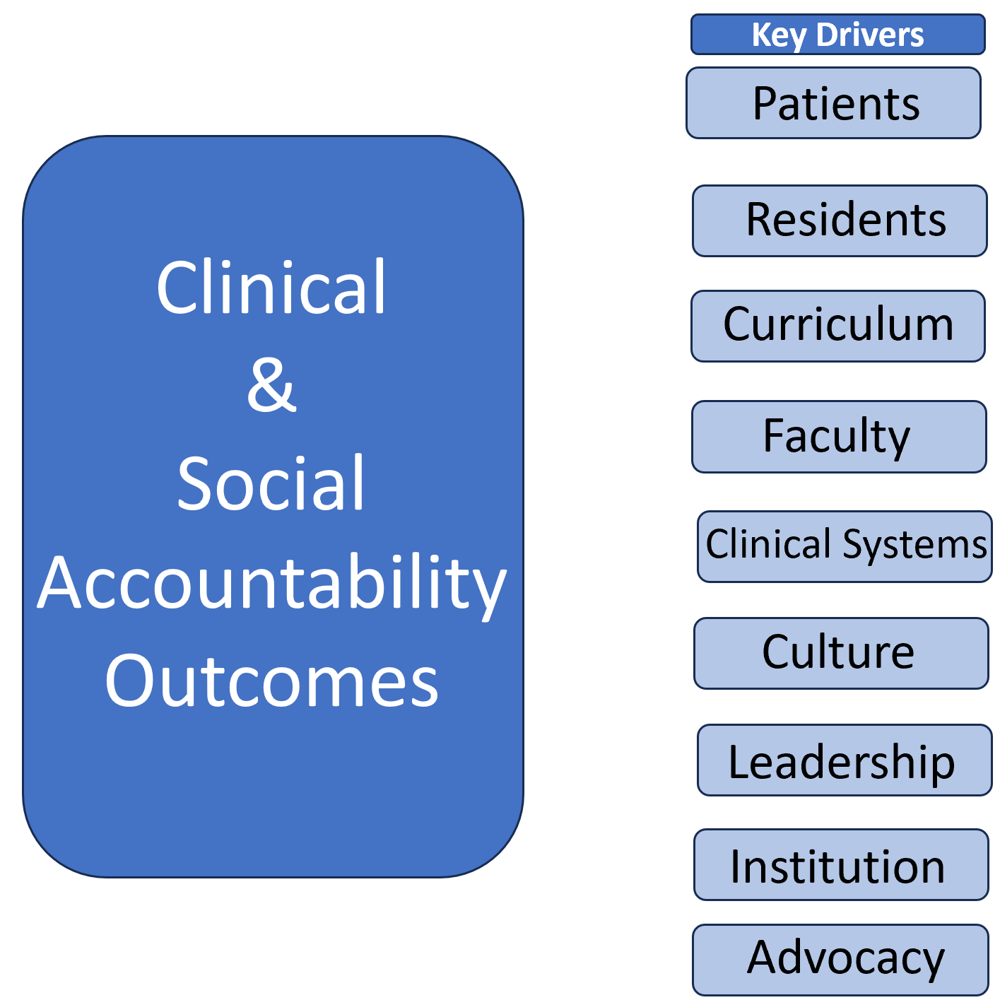 Clinical
&
Social
Accountability
Outcomes
Key Drivers
Patients
Residents
Curriculum
Faculty
Clinical Systems
Culture
Leadership
Institution
Advocacy